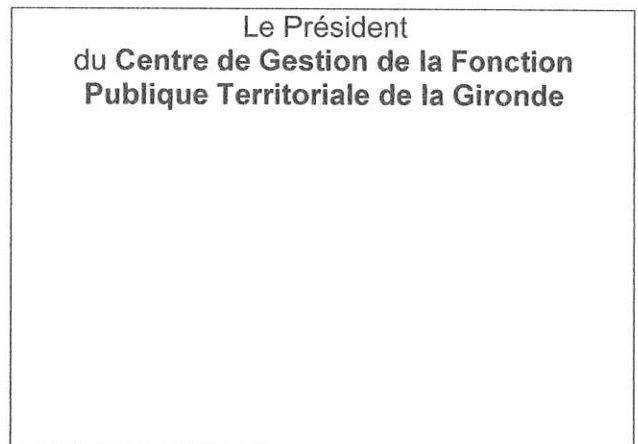 Le Président
du Centre de Gestion de la Fonction
Publique Territoriale de la Gironde